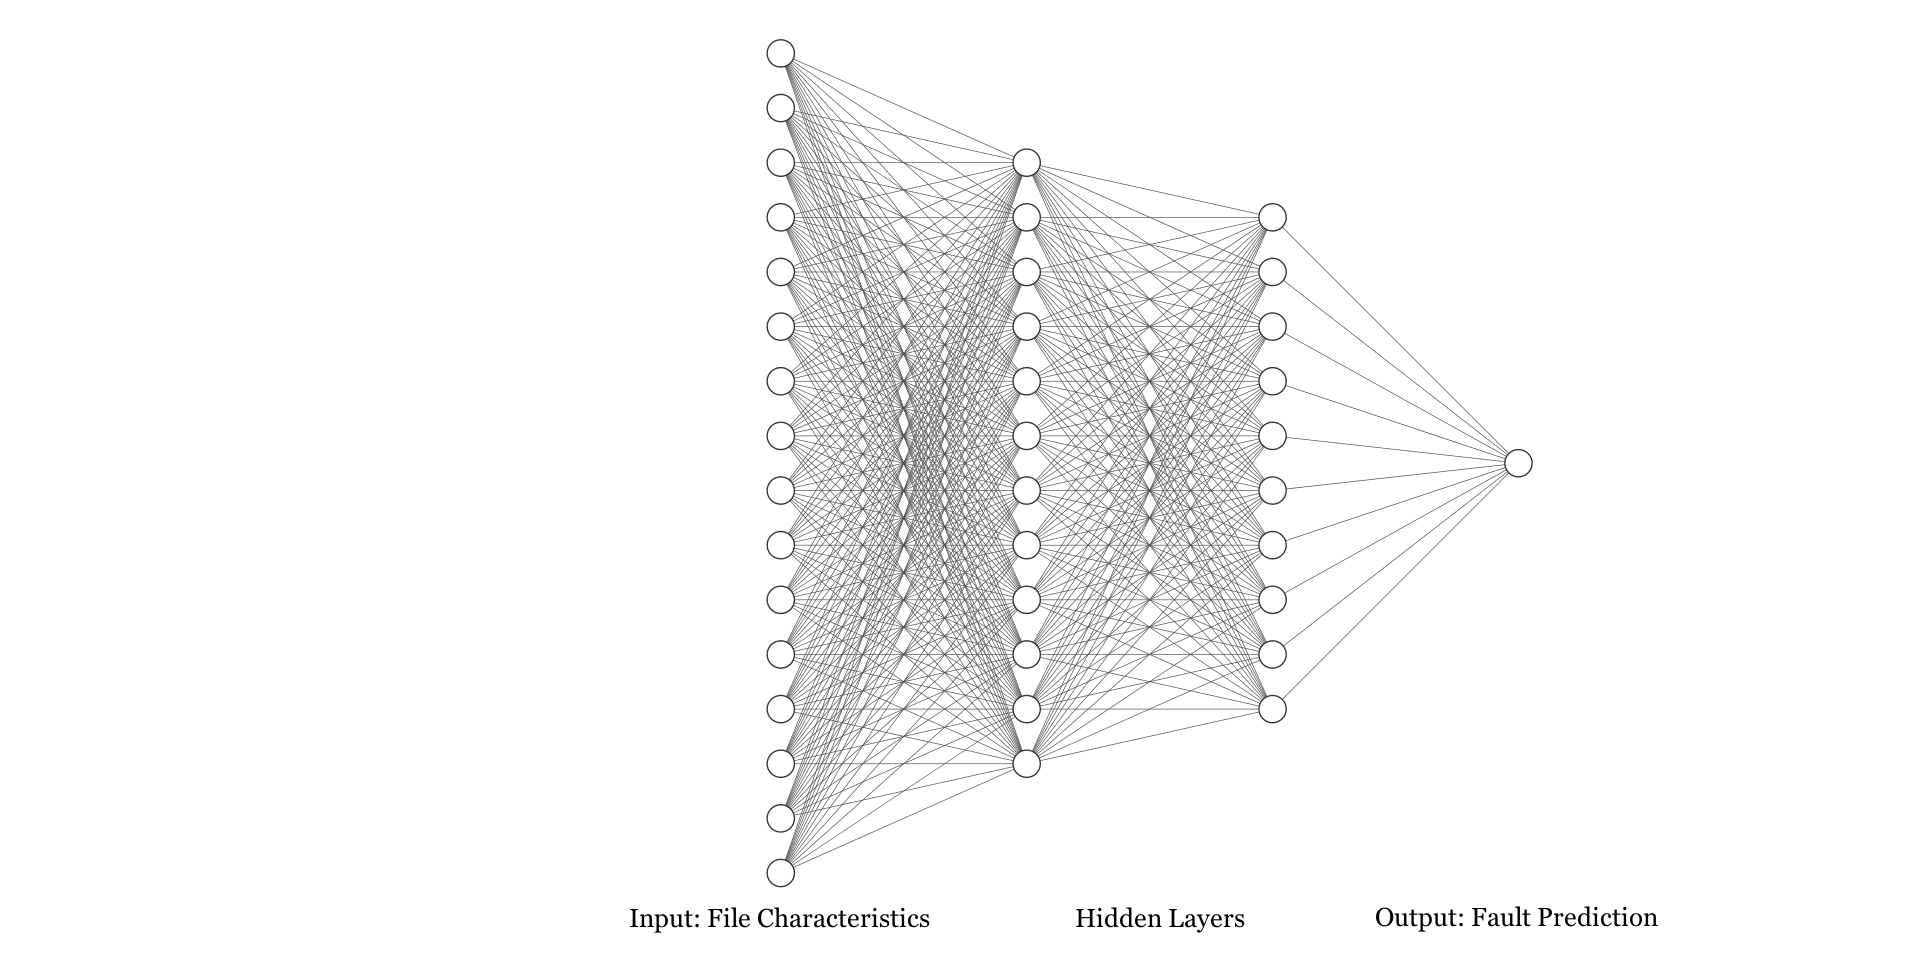 Input: File Characteristics
Hidden Layers
Output: Fault Prediction